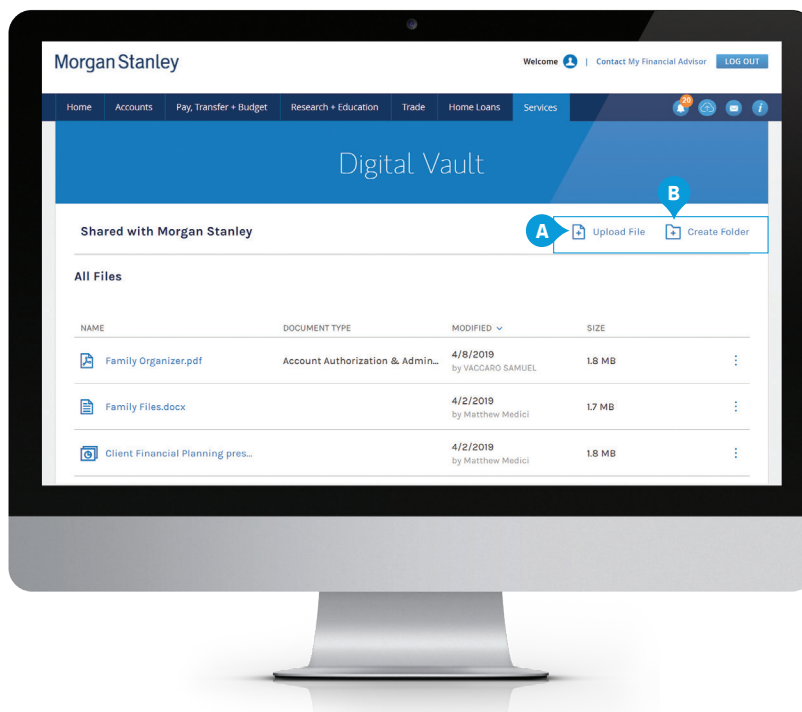 Morgan Stanley
Welcome | Contact My Financial Advisor LOG OUT
Home Accounts Pay, Transfer + Budget Research + Education Trade Home Loans Services 20 i
Digital Vault
B
Shared with Morgan Stanley A Upload File Create Folder
All Files
NAME DOCUMENT TYPE MODIFIED SIZE
Family Organizer.pdf Account Authorization & Admin... 4/8/2019 1.8 MB
by VACCARO SAMUEL
Family Files.docx 4/2/2019 1.7 MB
by Matthew Medici
Client Financial Planning pres... 4/2/2019 1.8 MB
by Matthew Medici